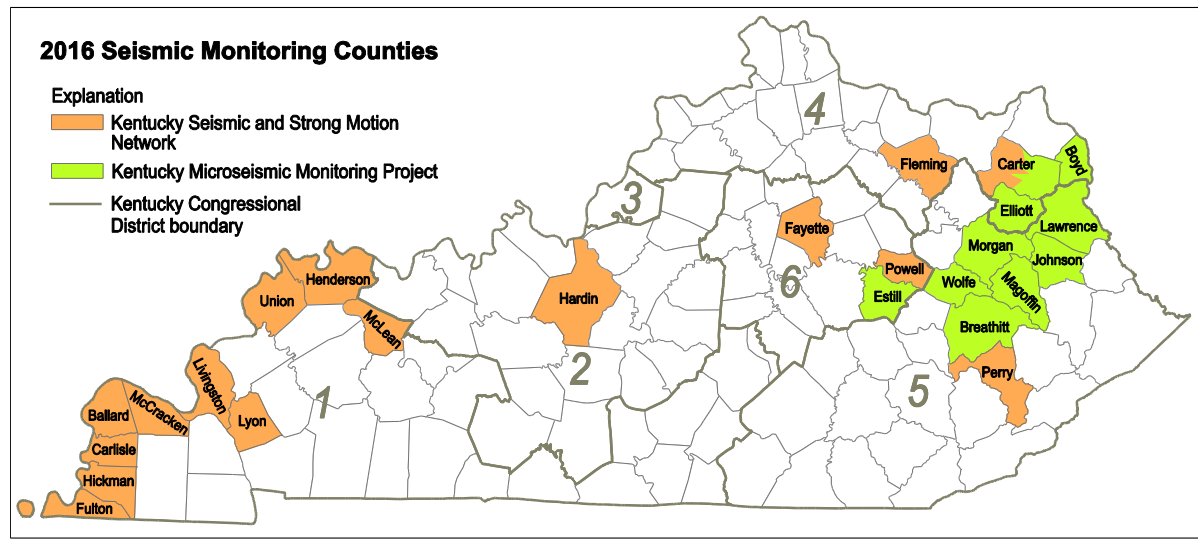 2016 Seismic Monitoring Counties
Explanation
Kentucky Seismic and Strong Motion
Network
Kentucky Microseismic Monitoring Project
Kentucky Congressional
District boundary
4
Fleming
Carter
Boyd
3
Elliott
Fayette
Lawrence
Morgan
Johnson
Powell
Henderson
6
Wolfe
Magoffin
Union
Hardin
Estill
McLean
Breathitt
Livingston
2
Perry
5
McCracken
1
Ballard
Lyon
Carlisle
Hickman
Fulton